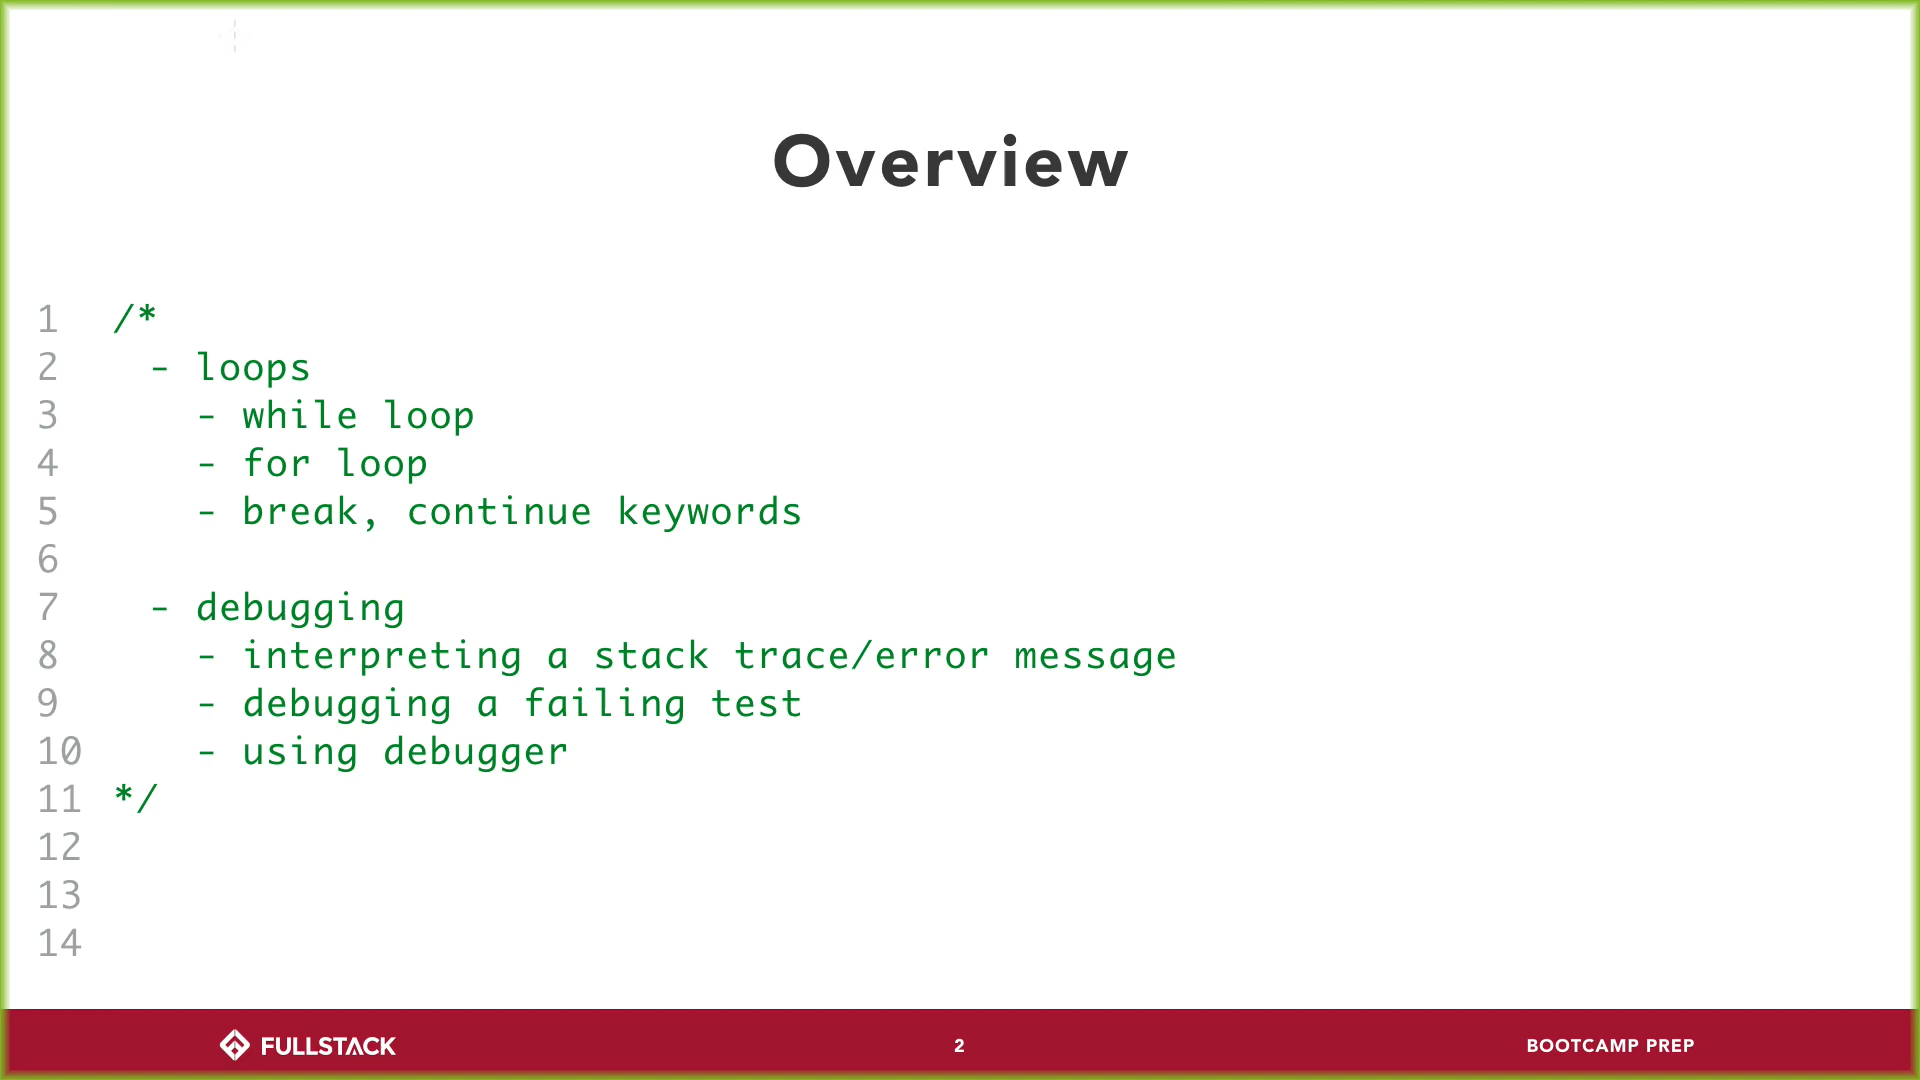 Overview
1 /*
2 - loops
3 - while loop
4 - for loop
5 - break, continue keywords
6
7 - debugging
8 - interpreting a stack trace/error message
9 - debugging a failing test
10 - using debugger
11 */
12
13
14
FULLSTACK
2
BOOTCAMP PREP